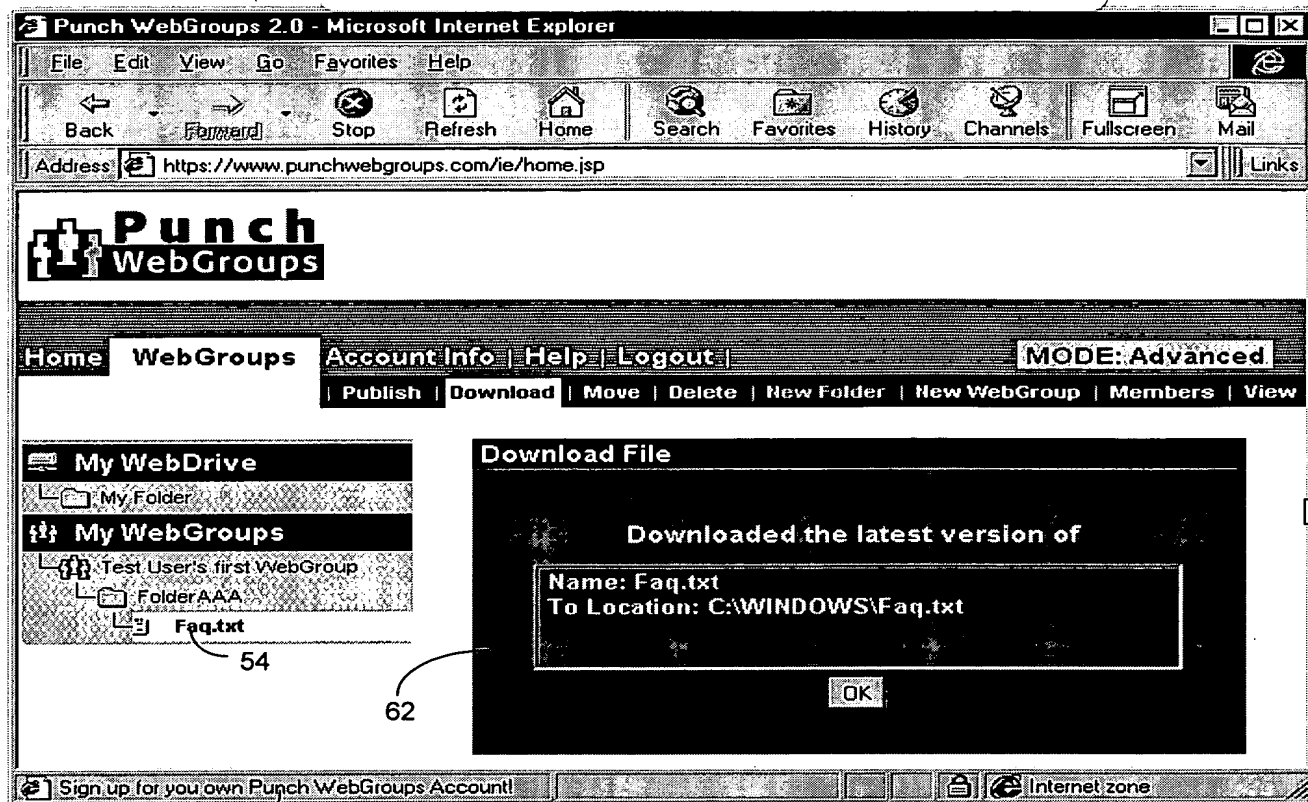 Punch WebGroups 2.0 - Microsoft Internet Explorer
File Edit View Go Favorites Help
Back Forward Stop Refresh Home Search Favorites History Channels Fullscreen Mail
Address https://www.punchwebgroups.com/ie/home.jsp Links
Punch
WebGroups
Home WebGroups Account Info | Help | Logout | MODE: Advanced
| Publish | Download | Move | Delete | New Folder | New WebGroup | Members | View
My WebDrive
My Folder
My WebGroups
Test User's first WebGroup
FolderAAA
Faq.txt
54
Download File
Downloaded the latest version of
Name: Faq.txt
To Location: C:\WINDOWS\Faq.txt
OK
62
Sign up for you own Punch WebGroups Account! Internet zone